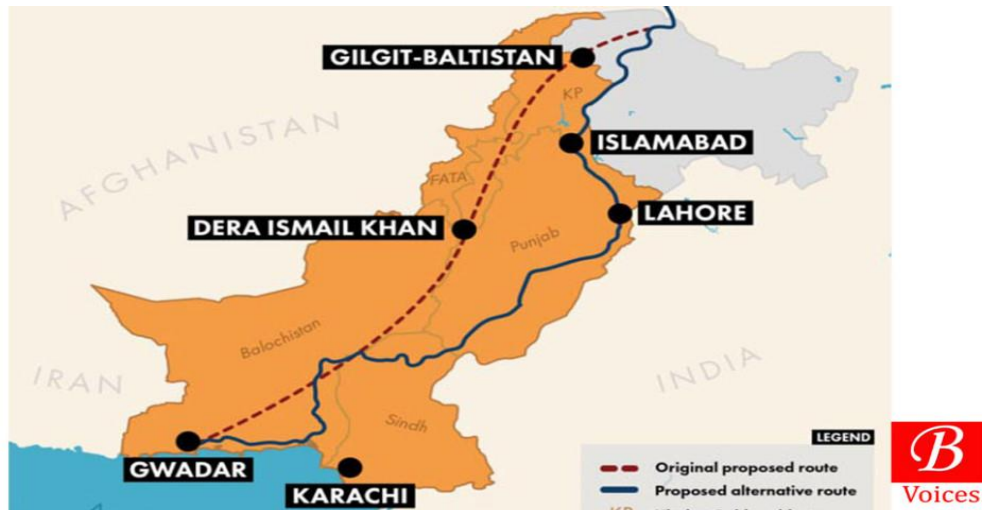 GILGIT-BALTISTAN
KP
ISLAMABAD
AFGHANISTAN
FATA
LAHORE
DERA ISMAIL KHAN
Punjab
Balochistan
IRAN
INDIA
Sindh
GWADAR
KARACHI
LEGEND
Original proposed route
Proposed alternative route
KP
B
Voices